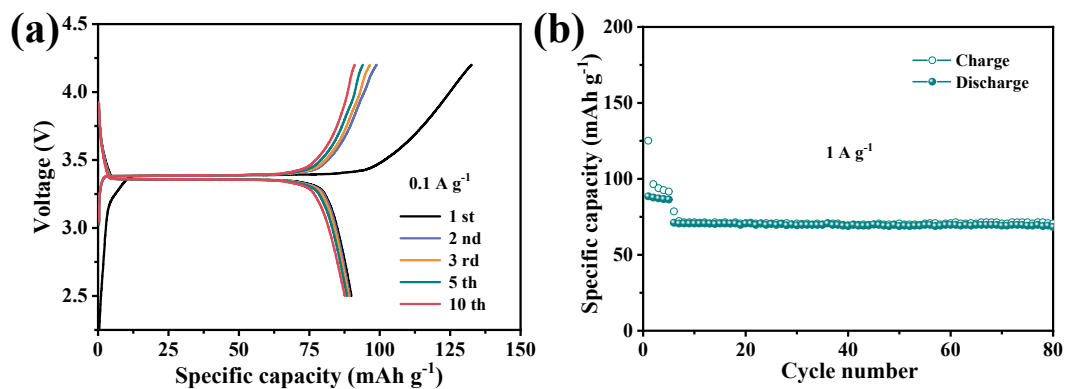 (a)
4.5
4.0
3.5
3.0
2.5
Voltage (V)
0.1 A g⁻¹
1 st
2 nd
3 rd
5 th
10 th
0
25
50
75
100
125
150
Specific capacity (mAh g⁻¹)
(b)
200
150
100
50
0
Specific capacity (mAh g⁻¹)
Charge
Discharge
1 A g⁻¹
0
20
40
60
80
Cycle number